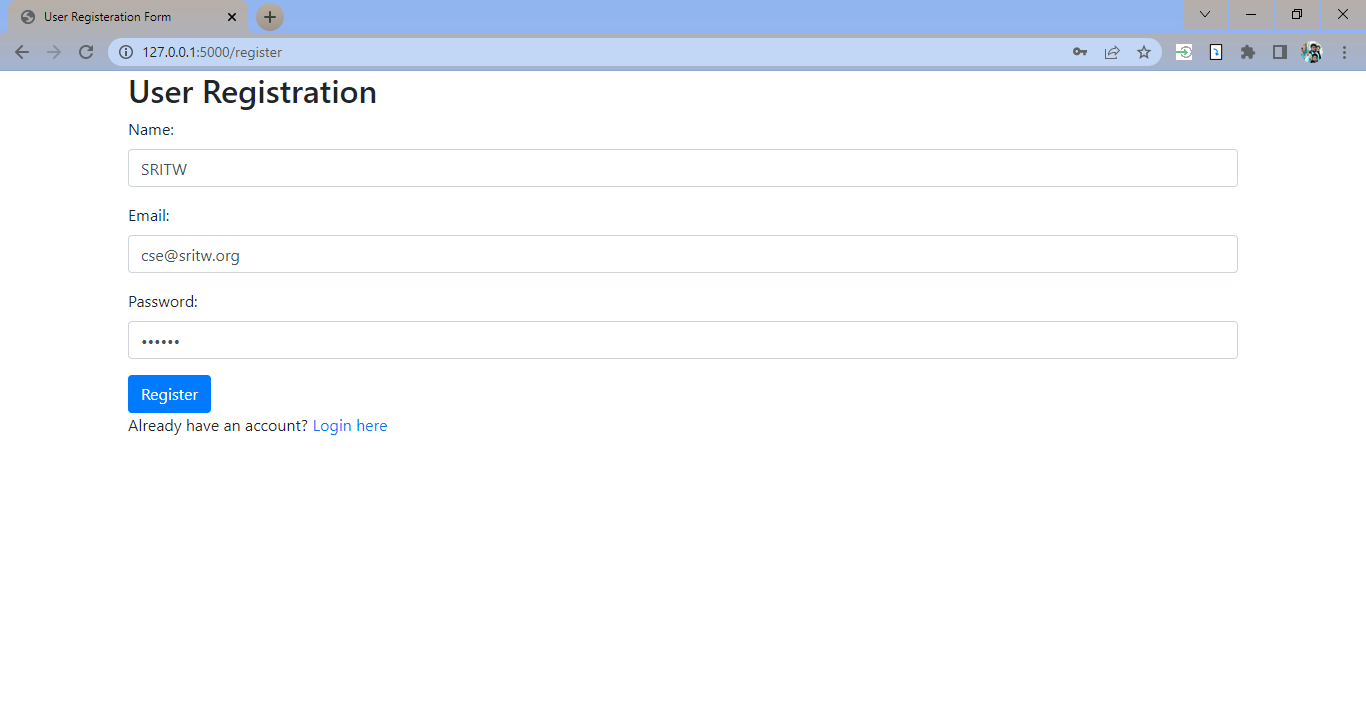 User Registeration Form
127.0.0.1:5000/register
User Registration
Name:
SRITW
Email:
cse@sritw.org
Password:
••••••
Register
Already have an account? Login here